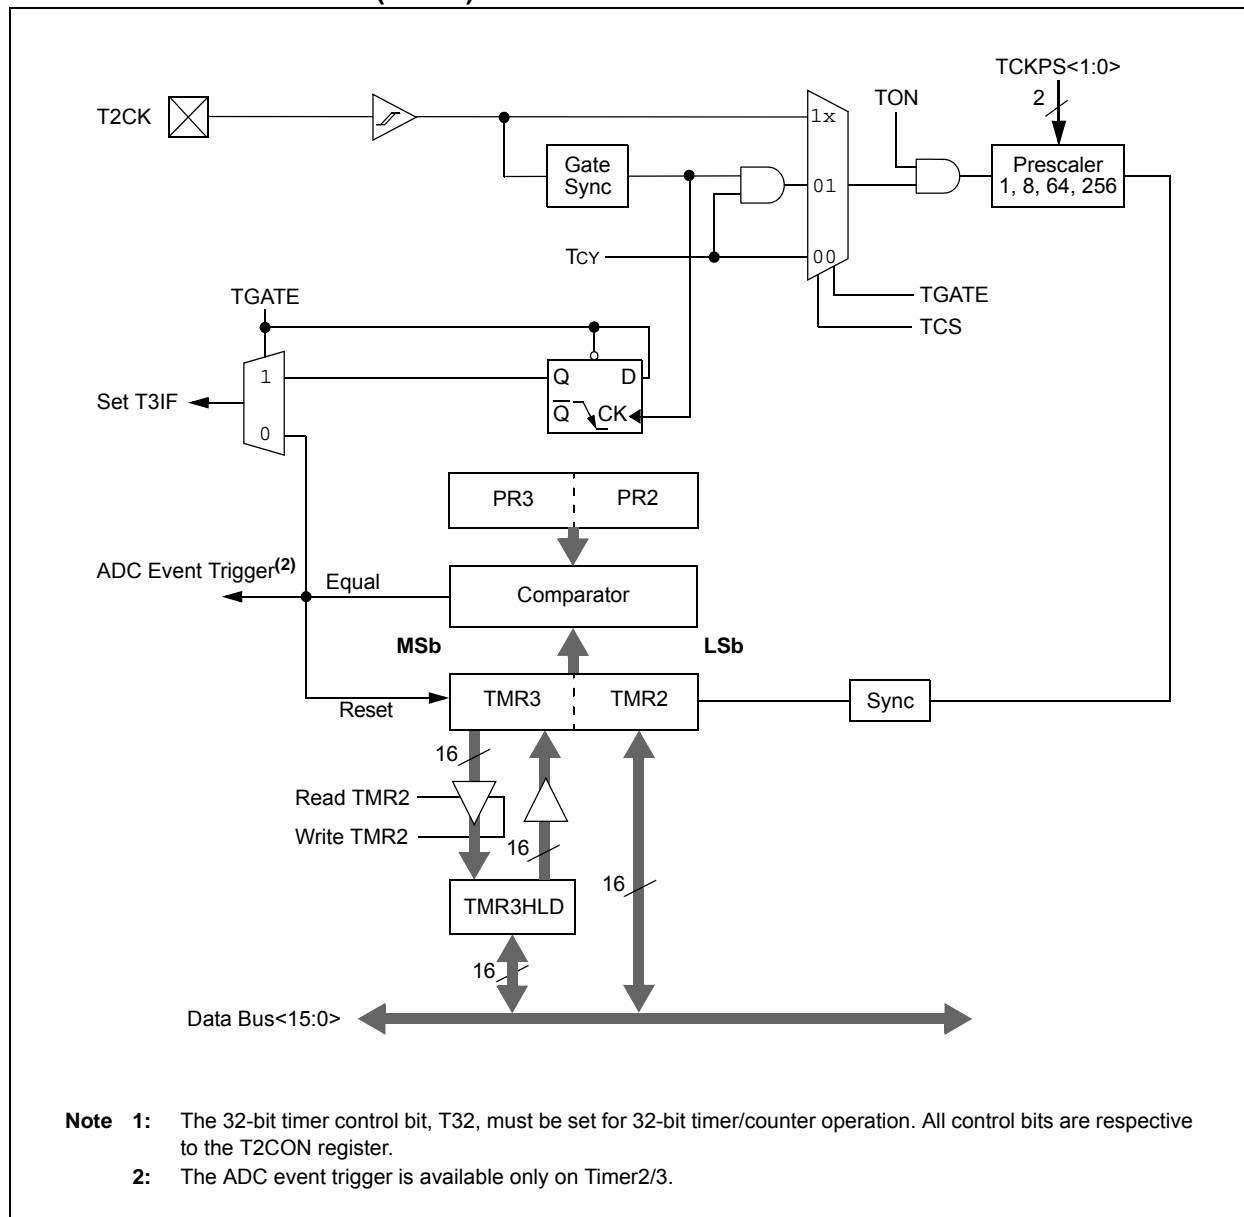 TCKPS<1:0>
TON
2
T2CK
1x
Gate
Sync
Prescaler
1, 8, 64, 256
01
TCY
00
TGATE
TGATE
TCS
1
Q
D
Set T3IF
Q
CK
0
PR3
PR2
ADC Event Trigger(2)
Equal
Comparator
MSb
LSb
TMR3
TMR2
Sync
Reset
16
Read TMR2
Write TMR2
16
16
TMR3HLD
16
Data Bus<15:0>
Note 1: The 32-bit timer control bit, T32, must be set for 32-bit timer/counter operation. All control bits are respective
to the T2CON register.
2: The ADC event trigger is available only on Timer2/3.